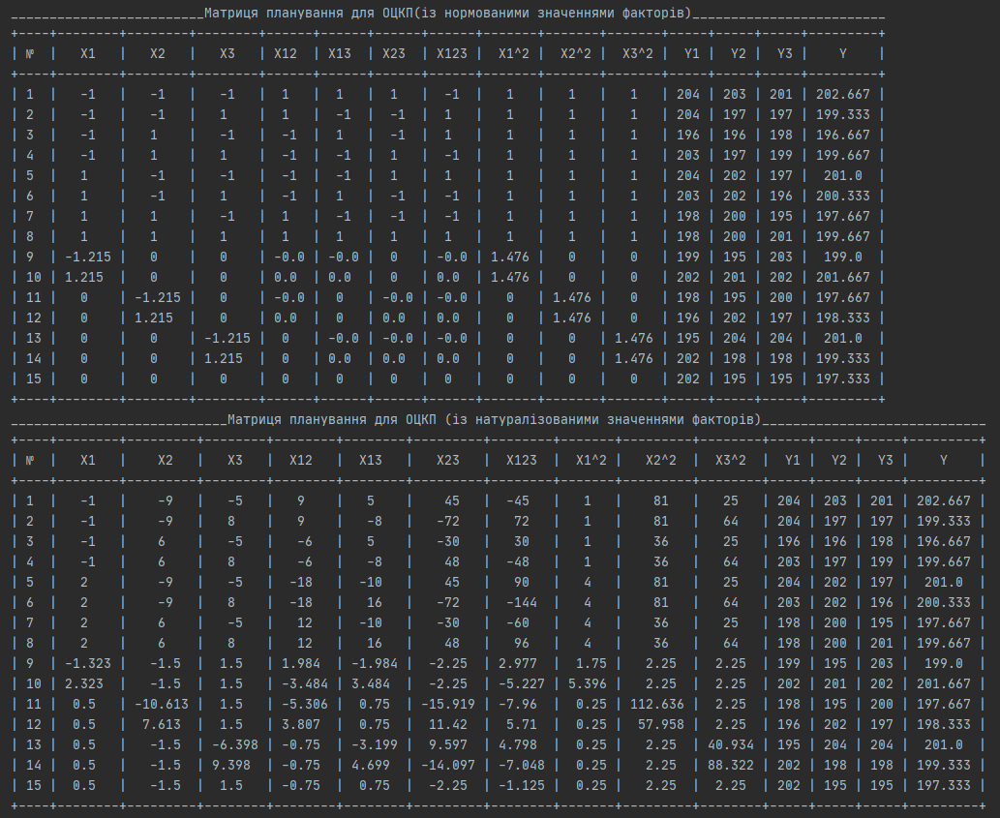 _________________________Матриця планування для ОЦКП(із нормованими значеннями факторів)_________________________
+----+--------+--------+--------+------+------+------+------+-------+-------+-------+-----+-----+-----+---------+
| № | X1 | X2 | X3 | X12 | X13 | X23 | X123 | X1^2 | X2^2 | X3^2 | Y1 | Y2 | Y3 | Y |
+----+--------+--------+--------+------+------+------+------+-------+-------+-------+-----+-----+-----+---------+
| 1 | -1 | -1 | -1 | 1 | 1 | 1 | -1 | 1 | 1 | 1 | 204 | 203 | 201 | 202.667 |
| 2 | -1 | -1 | 1 | 1 | -1 | -1 | 1 | 1 | 1 | 1 | 204 | 197 | 197 | 199.333 |
| 3 | -1 | 1 | -1 | -1 | 1 | -1 | 1 | 1 | 1 | 1 | 196 | 196 | 198 | 196.667 |
| 4 | -1 | 1 | 1 | -1 | -1 | 1 | -1 | 1 | 1 | 1 | 203 | 197 | 199 | 199.667 |
| 5 | 1 | -1 | -1 | -1 | -1 | 1 | 1 | 1 | 1 | 1 | 204 | 202 | 197 | 201.0 |
| 6 | 1 | -1 | 1 | -1 | 1 | -1 | -1 | 1 | 1 | 1 | 203 | 202 | 196 | 200.333 |
| 7 | 1 | 1 | -1 | 1 | -1 | -1 | -1 | 1 | 1 | 1 | 198 | 200 | 195 | 197.667 |
| 8 | 1 | 1 | 1 | 1 | 1 | 1 | 1 | 1 | 1 | 1 | 198 | 200 | 201 | 199.667 |
| 9 | -1.215 | 0 | 0 | -0.0 | -0.0 | 0 | -0.0 | 1.476 | 0 | 0 | 199 | 195 | 203 | 199.0 |
| 10 | 1.215 | 0 | 0 | 0.0 | 0.0 | 0 | 0.0 | 1.476 | 0 | 0 | 202 | 201 | 202 | 201.667 |
| 11 | 0 | -1.215 | 0 | -0.0 | 0 | -0.0 | -0.0 | 0 | 1.476 | 0 | 198 | 195 | 200 | 197.667 |
| 12 | 0 | 1.215 | 0 | 0.0 | 0 | 0.0 | 0.0 | 0 | 1.476 | 0 | 196 | 202 | 197 | 198.333 |
| 13 | 0 | 0 | -1.215 | 0 | -0.0 | -0.0 | -0.0 | 0 | 0 | 1.476 | 195 | 204 | 204 | 201.0 |
| 14 | 0 | 0 | 1.215 | 0 | 0.0 | 0.0 | 0.0 | 0 | 0 | 1.476 | 202 | 198 | 198 | 199.333 |
| 15 | 0 | 0 | 0 | 0 | 0 | 0 | 0 | 0 | 0 | 0 | 202 | 195 | 195 | 197.333 |
+----+--------+--------+--------+------+------+------+------+-------+-------+-------+-----+-----+-----+---------+
____________________________Матриця планування для ОЦКП (із натуралізованими значеннями факторів)_____________________________
+----+--------+---------+--------+--------+--------+---------+--------+-------+---------+--------+-----+-----+-----+---------+
| № | X1 | X2 | X3 | X12 | X13 | X23 | X123 | X1^2 | X2^2 | X3^2 | Y1 | Y2 | Y3 | Y |
+----+--------+---------+--------+--------+--------+---------+--------+-------+---------+--------+-----+-----+-----+---------+
| 1 | -1 | -9 | -5 | 9 | 5 | 45 | -45 | 1 | 81 | 25 | 204 | 203 | 201 | 202.667 |
| 2 | -1 | -9 | 8 | 9 | -8 | -72 | 72 | 1 | 81 | 64 | 204 | 197 | 197 | 199.333 |
| 3 | -1 | 6 | -5 | -6 | 5 | -30 | 30 | 1 | 36 | 25 | 196 | 196 | 198 | 196.667 |
| 4 | -1 | 6 | 8 | -6 | -8 | 48 | -48 | 1 | 36 | 64 | 203 | 197 | 199 | 199.667 |
| 5 | 2 | -9 | -5 | -18 | -10 | 45 | 90 | 4 | 81 | 25 | 204 | 202 | 197 | 201.0 |
| 6 | 2 | -9 | 8 | -18 | 16 | -72 | -144 | 4 | 81 | 64 | 203 | 202 | 196 | 200.333 |
| 7 | 2 | 6 | -5 | 12 | -10 | -30 | -60 | 4 | 36 | 25 | 198 | 200 | 195 | 197.667 |
| 8 | 2 | 6 | 8 | 12 | 16 | 48 | 96 | 4 | 36 | 64 | 198 | 200 | 201 | 199.667 |
| 9 | -1.323 | -1.5 | 1.5 | 1.984 | -1.984 | -2.25 | 2.977 | 1.75 | 2.25 | 2.25 | 199 | 195 | 203 | 199.0 |
| 10 | 2.323 | -1.5 | 1.5 | -3.484 | 3.484 | -2.25 | -5.227 | 5.396 | 2.25 | 2.25 | 202 | 201 | 202 | 201.667 |
| 11 | 0.5 | -10.613 | 1.5 | -5.306 | 0.75 | -15.919 | -7.96 | 0.25 | 112.636 | 2.25 | 198 | 195 | 200 | 197.667 |
| 12 | 0.5 | 7.613 | 1.5 | 3.807 | 0.75 | 11.42 | 5.71 | 0.25 | 57.958 | 2.25 | 196 | 202 | 197 | 198.333 |
| 13 | 0.5 | -1.5 | -6.398 | -0.75 | -3.199 | 9.597 | 4.798 | 0.25 | 2.25 | 40.934 | 195 | 204 | 204 | 201.0 |
| 14 | 0.5 | -1.5 | 9.398 | -0.75 | 4.699 | -14.097 | -7.048 | 0.25 | 2.25 | 88.322 | 202 | 198 | 198 | 199.333 |
| 15 | 0.5 | -1.5 | 1.5 | -0.75 | 0.75 | -2.25 | -1.125 | 0.25 | 2.25 | 2.25 | 202 | 195 | 195 | 197.333 |
+----+--------+---------+--------+--------+--------+---------+--------+-------+---------+--------+-----+-----+-----+---------+